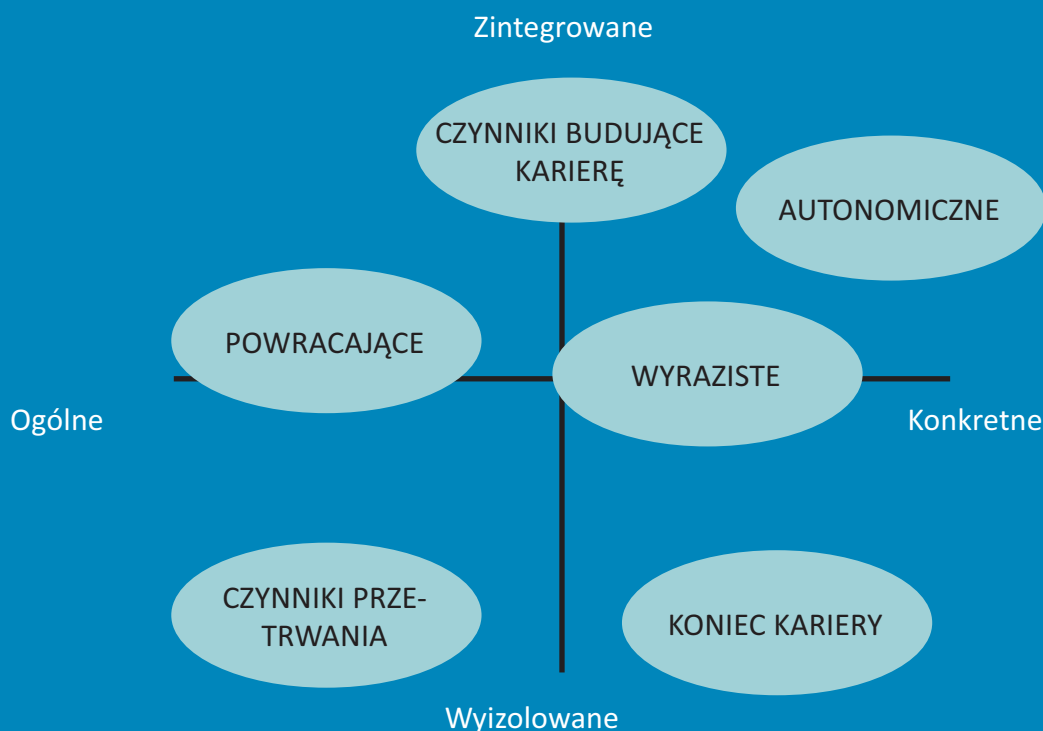 Zintegrowane
CZYNNIKI BUDUJĄCE
KARIERĘ
AUTONOMICZNE
POWRACAJĄCE
WYRAZISTE
Ogólne
Konkretne
CZYNNIKI PRZE-
TRWANIA
KONIEC KARIERY
Wyizolowane